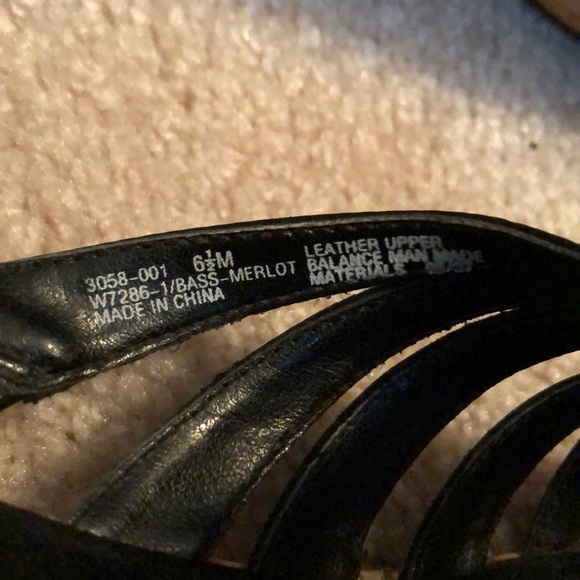 3058-001 6½M
W7286-1/BASS-MERLOT
MADE IN CHINA
LEATHER UPPER
BALANCE MAN MADE
MATERIALS